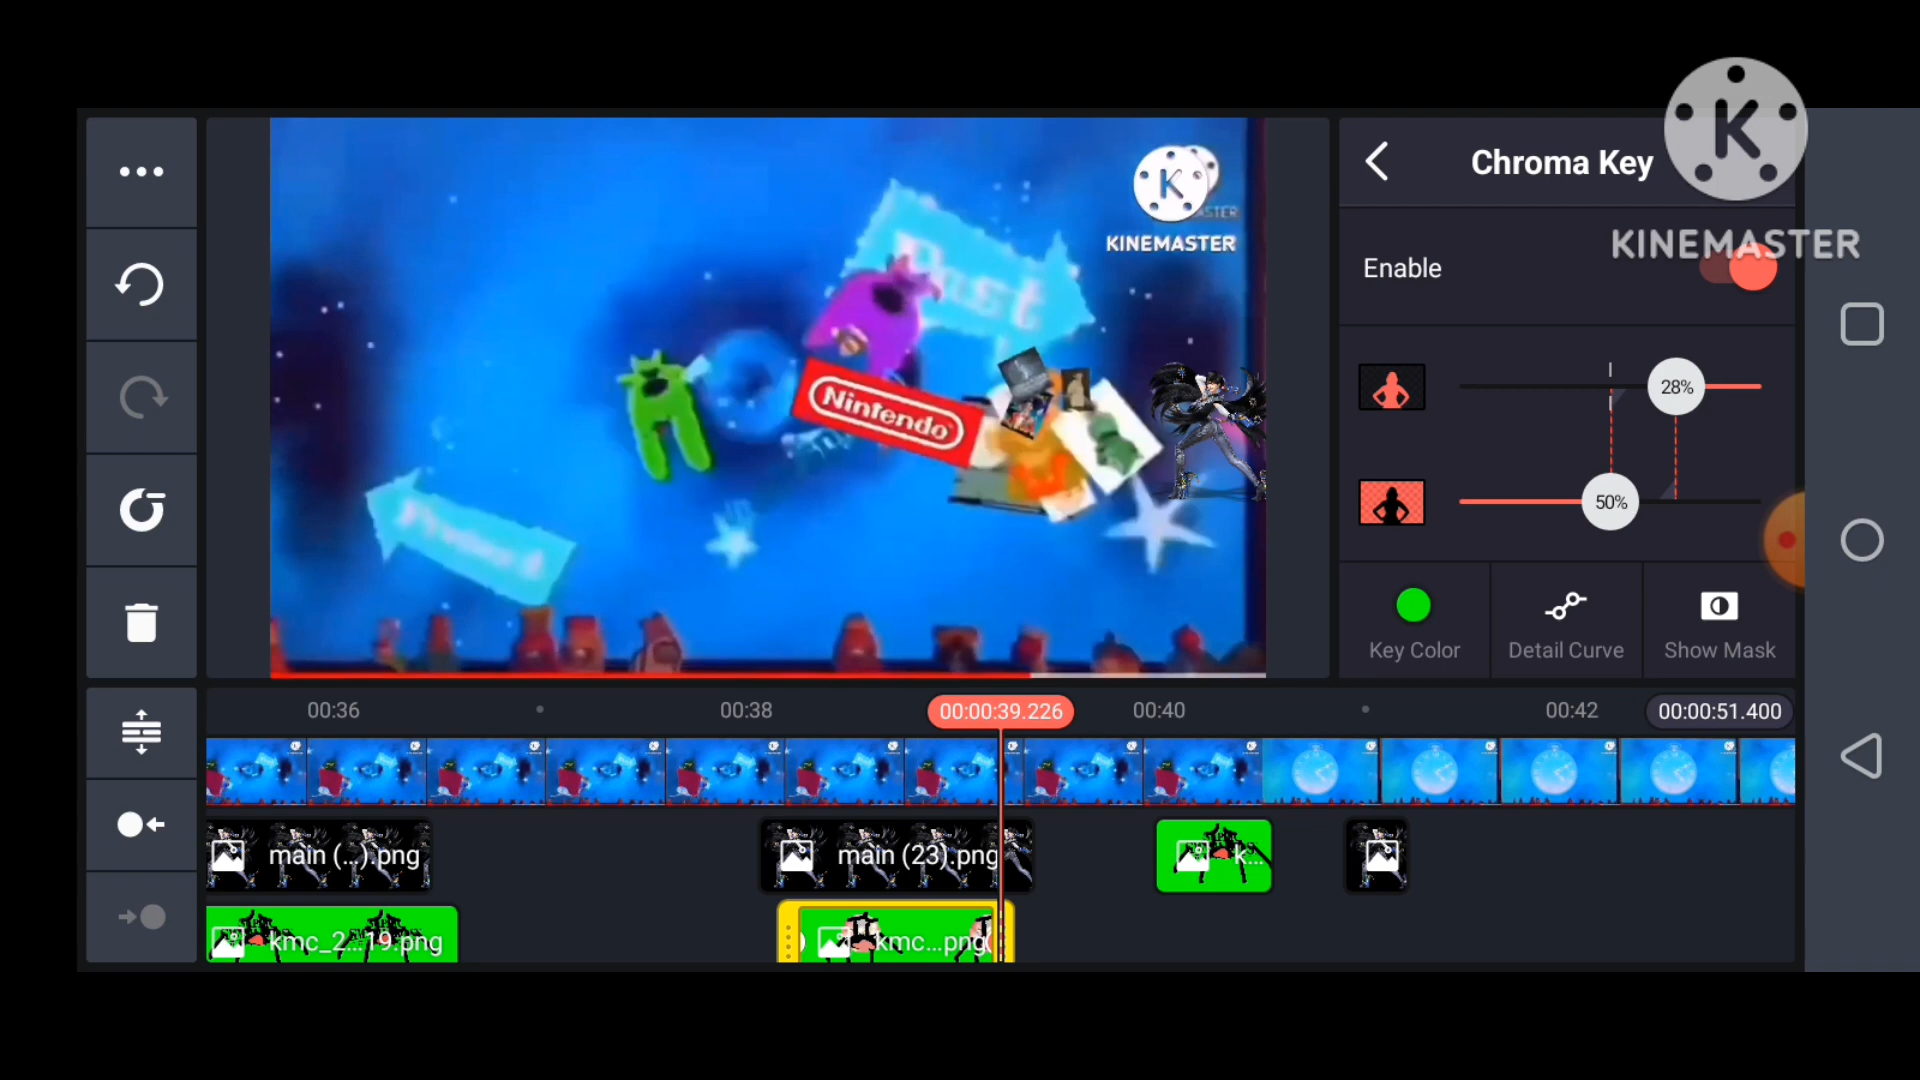 K
Chroma Key
KINEMASTER
Enable
K
KINEMASTER
Past
Nintendo
28%
50%
Key Color
Detail Curve
Show Mask
00:36
00:38
00:00:39.226
00:40
00:42
00:00:51.400
main (...).png
main (23).png
k...
kmc_2...19.png
kmc...png